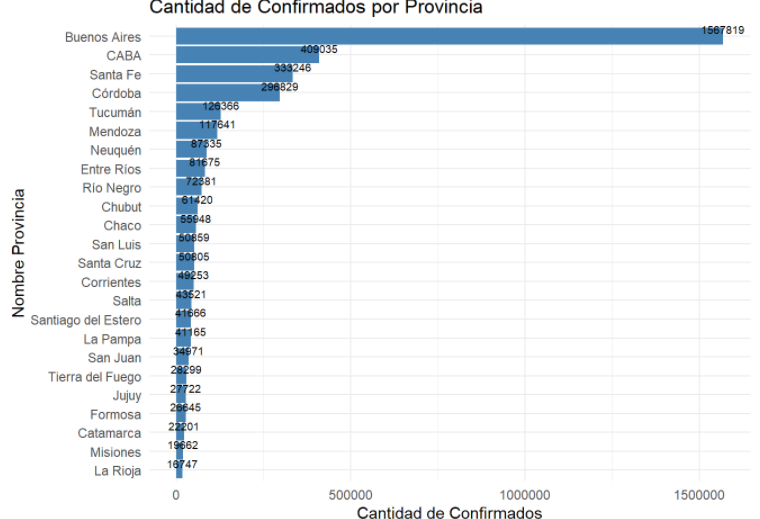 Cantidad de Confirmados por Provincia
Nombre Provincia
Buenos Aires 1567819
CABA 409035
Santa Fe 333246
Córdoba 296829
Tucumán 126366
Mendoza 117641
Neuquén 87335
Entre Ríos 81675
Río Negro 72381
Chubut 61420
Chaco 55948
San Luis 50859
Santa Cruz 50805
Corrientes 49253
Salta 43521
Santiago del Estero 41666
La Pampa 41165
San Juan 34971
Tierra del Fuego 28299
Jujuy 27722
Formosa 26645
Catamarca 22201
Misiones 19662
La Rioja 16747
0 500000 1000000 1500000
Cantidad de Confirmados